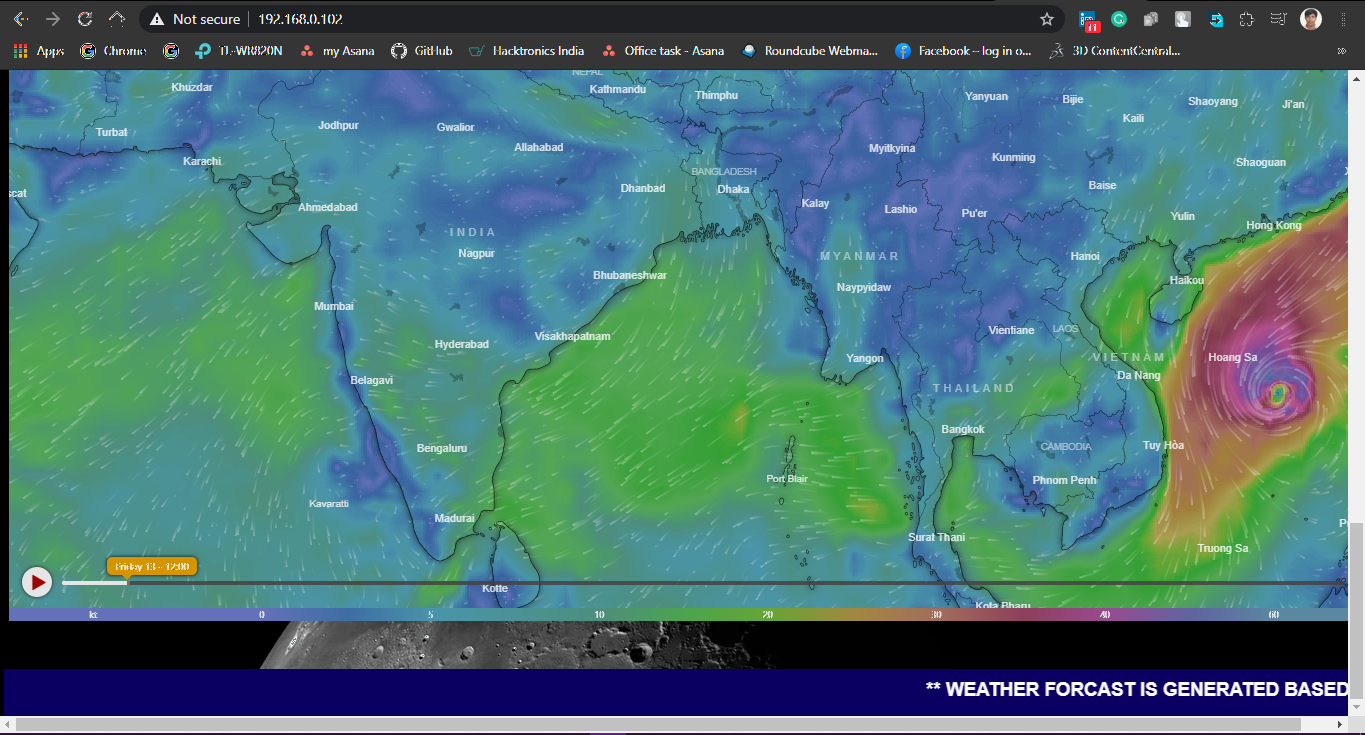 Not secure 192.168.0.102
11
Apps Chrome TL-WR820N my Asana GitHub Hacktronics India Office task - Asana Roundcube Webma... Facebook – log in o... 3D ContentCentral... »
NEPAL
Khuzdar Kathmandu Thimphu Yanyuan Bijie Shaoyang Ji'an
Turbat Jodhpur Gwalior Allahabad Myitkyina Kaili
Karachi Kunming Shaoguan
BANGLADESH
scat Dhanbad Dhaka Baise
Ahmedabad Kalay Lashio Pu'er Yulin
INDIA Hong Kong
Nagpur MYANMAR Hanoi
Bhubaneshwar Naypyidaw Haikou
Mumbai
Hyderabad Visakhapatnam Vientiane LAOS
Yangon VIETNAM Hoang Sa
Belagavi THAILAND Da Nang
Bengaluru Bangkok CAMBODIA Tuy Hòa
Port Blair Phnom Penh
Kavaratti
Madurai Surat Thani Truong Sa
Friday 13 - 12:00
Kotte
Kota Bharu
kt 0 5 10 20 30 40 60
** WEATHER FORCAST IS GENERATED BASED